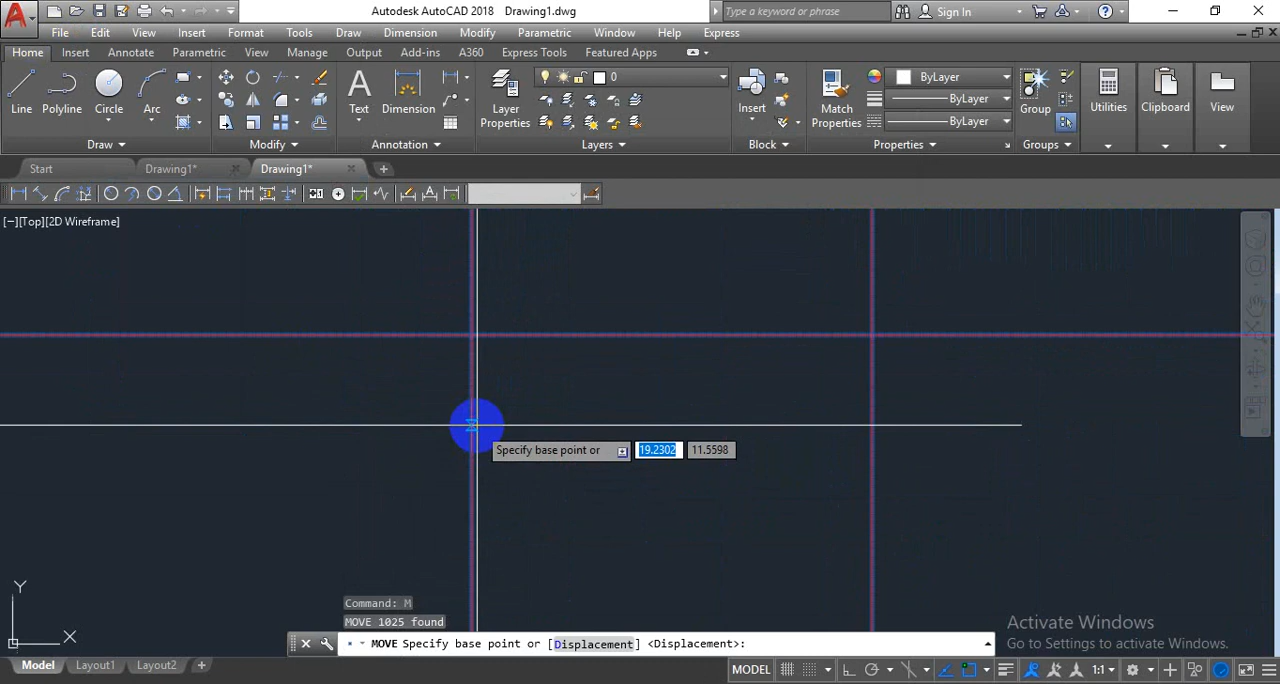 Autodesk AutoCAD 2018 Drawing1.dwg
Type a keyword or phrase
Sign In
File Edit View Insert Format Tools Draw Dimension Modify Parametric Window Help Express
Home Insert Annotate Parametric View Manage Output Add-ins A360 Express Tools Featured Apps
0
ByLayer
ByLayer
ByLayer
Line Polyline Circle Arc
Text Dimension
Layer Properties
Insert
Match Properties
Group
Utilities Clipboard View
Draw Modify Annotation Layers Block Properties Groups
Start Drawing1* Drawing1*
[−][Top][2D Wireframe]
Specify base point or 19.2302 11.5598
Y
X
Command: M
MOVE 1025 found
MOVE Specify base point or [Displacement] <Displacement>:
Activate Windows
Go to Settings to activate Windows.
Model Layout1 Layout2 +
MODEL 1:1